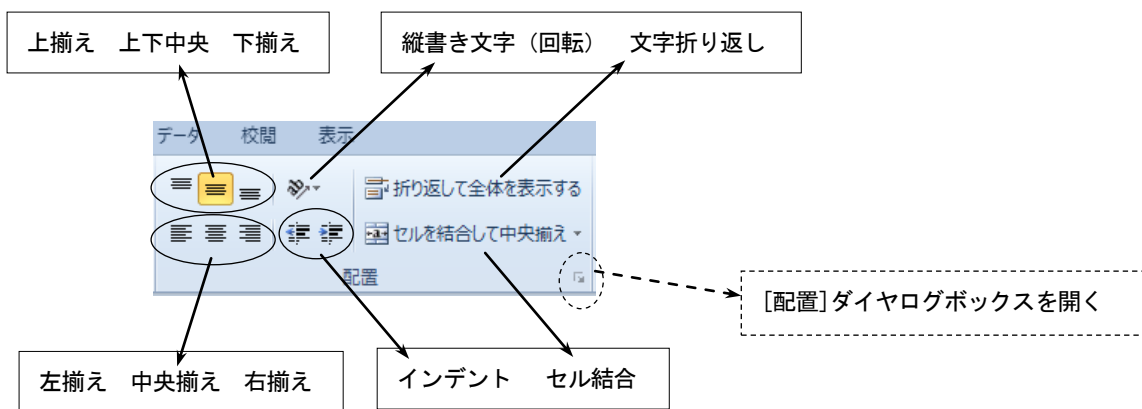 上揃え　上下中央　下揃え
縦書き文字（回転）　文字折り返し
データ　校閲　表示
折り返して全体を表示する
セルを結合して中央揃え
配置
[配置]ダイヤログボックスを開く
左揃え　中央揃え　右揃え
インデント　セル結合